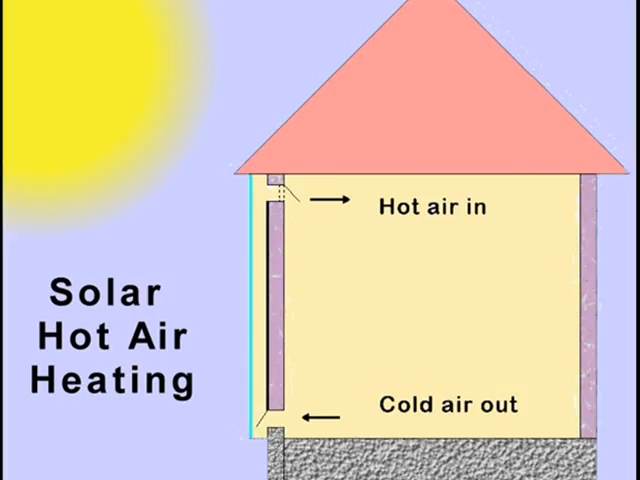 Solar
Hot Air
Heating
Hot air in
Cold air out